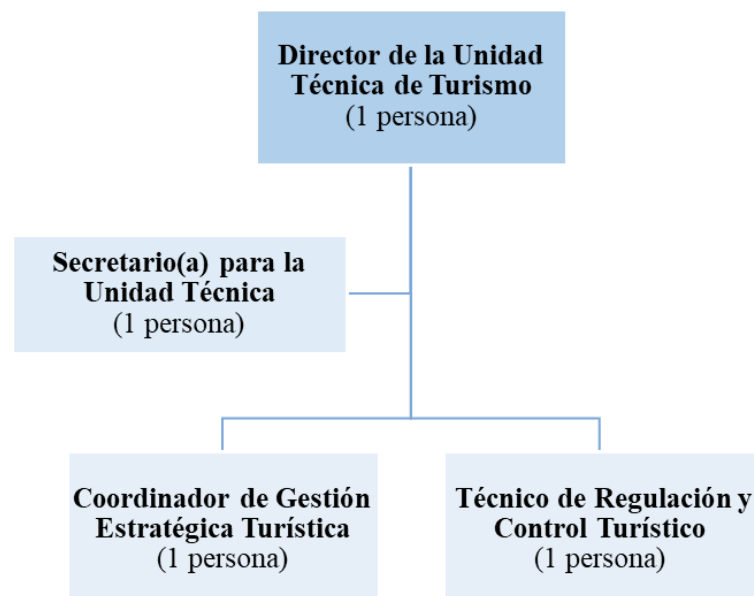 Director de la Unidad
Técnica de Turismo
(1 persona)
Secretario(a) para la
Unidad Técnica
(1 persona)
Coordinador de Gestión
Estratégica Turística
(1 persona)
Técnico de Regulación y
Control Turístico
(1 persona)